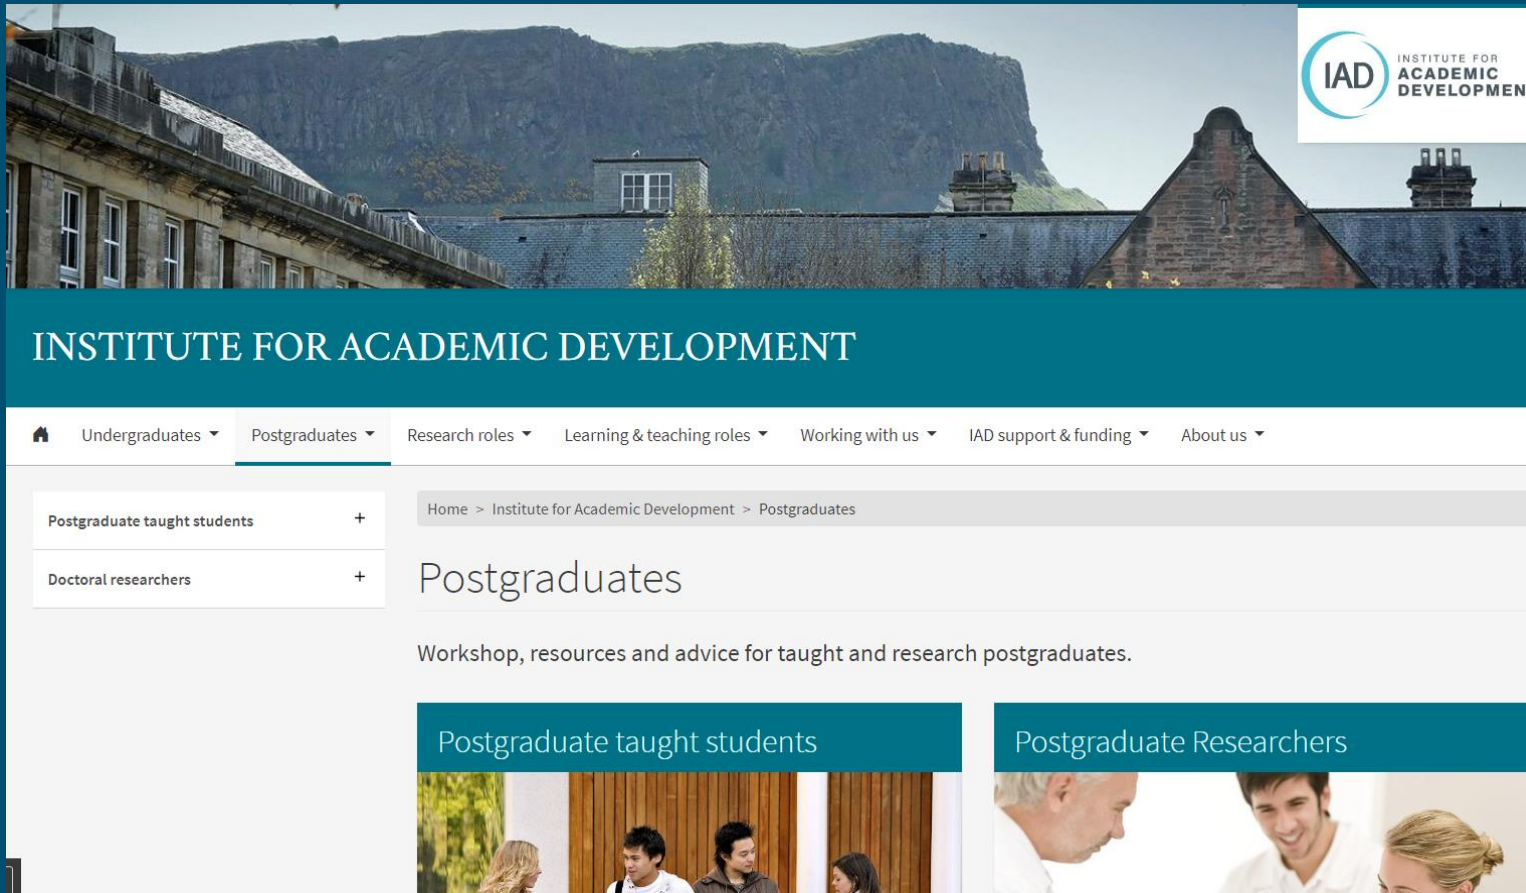 IAD
INSTITUTE FOR
ACADEMIC
DEVELOPMEN
INSTITUTE FOR ACADEMIC DEVELOPMENT
Undergraduates
Postgraduates
Research roles
Learning & teaching roles
Working with us
IAD support & funding
About us
Postgraduate taught students +
Doctoral researchers +
Home > Institute for Academic Development > Postgraduates
Postgraduates
Workshop, resources and advice for taught and research postgraduates.
Postgraduate taught students
Postgraduate Researchers